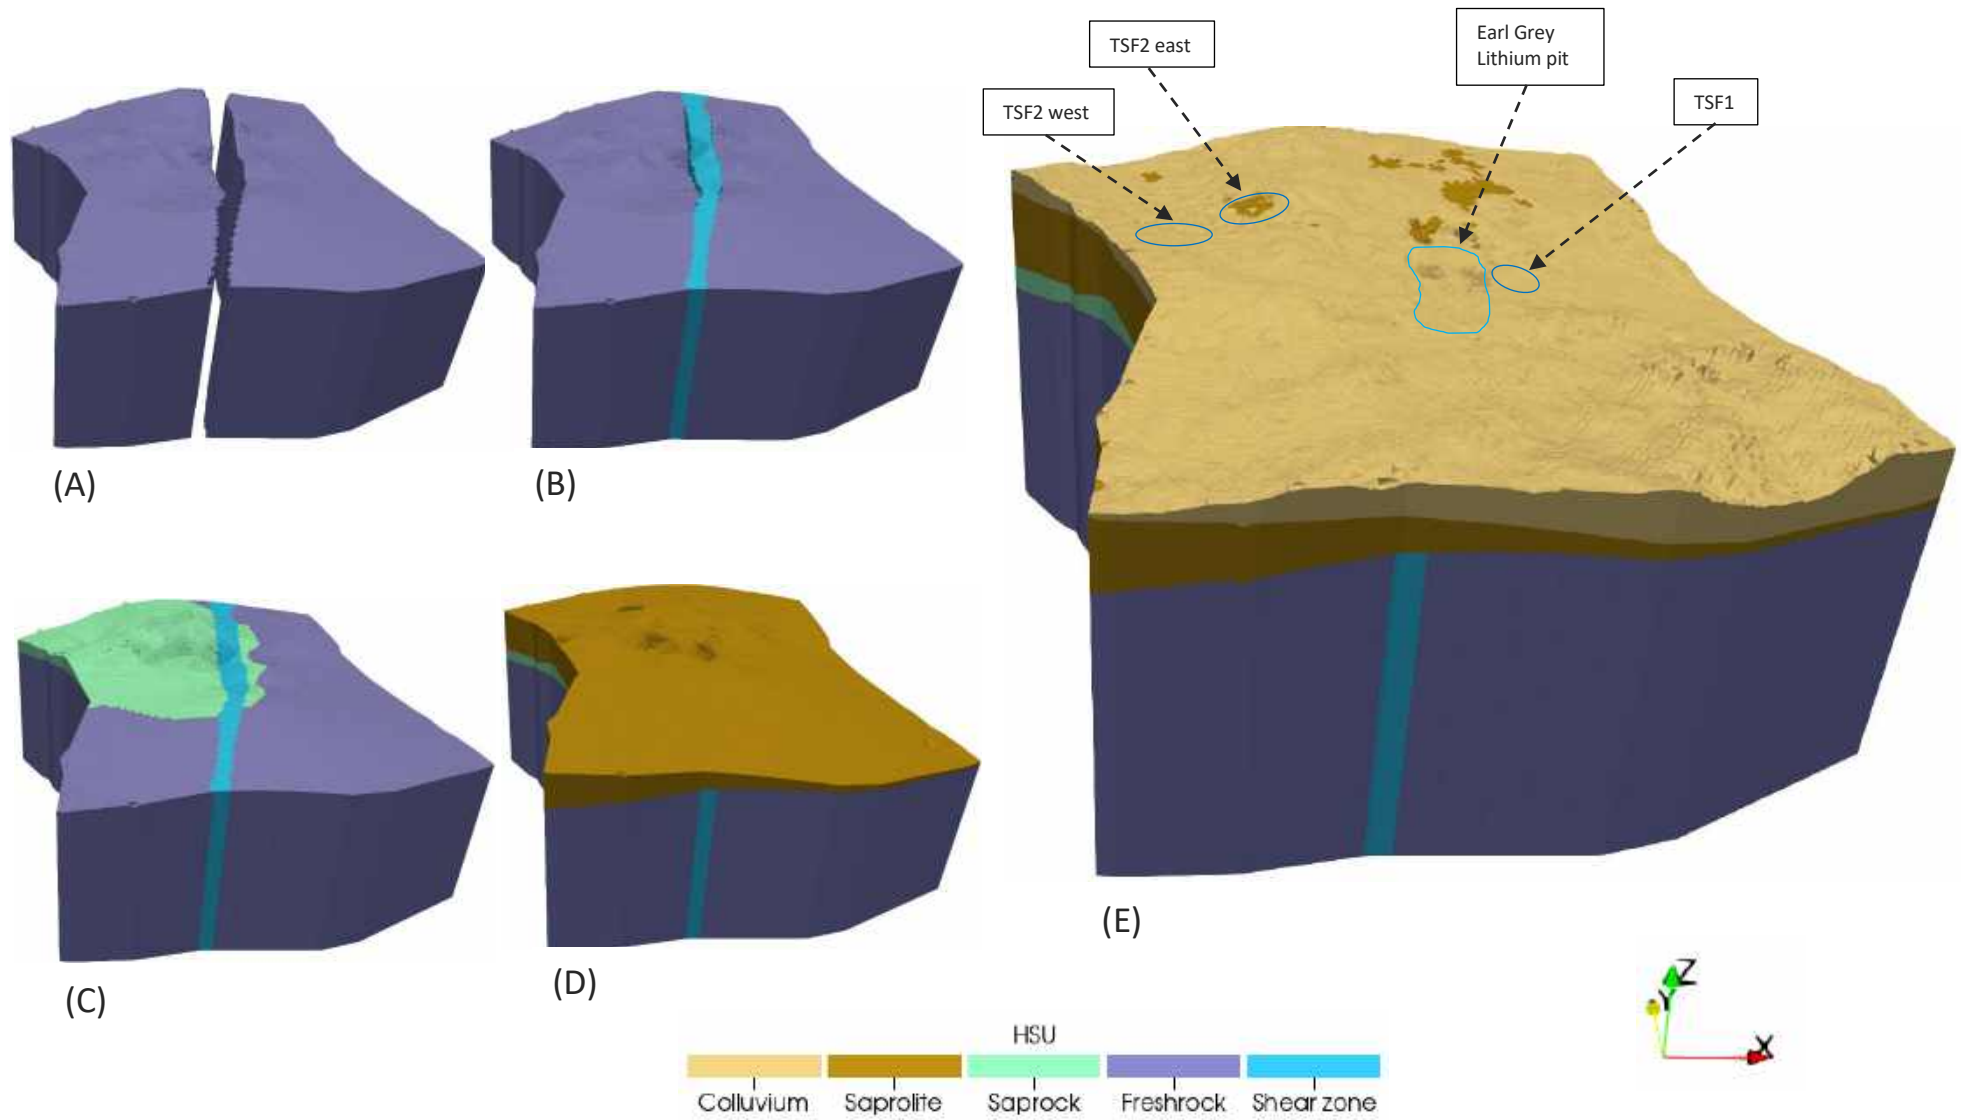 TSF2 east
Earl Grey
Lithium pit
TSF2 west
TSF1
(A)
(B)
(E)
(C)
(D)
Z
Y
X
HSU
Colluvium Saprolite Saprock Freshrock Shear zone